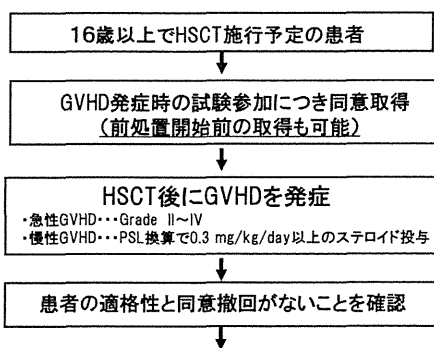 16歳以上でHSCT施行予定の患者
GVHD発症時の試験参加につき同意取得
(前処置開始前の取得も可能)
HSCT後にGVHDを発症
・急性GVHD・・・Grade II～IV
・慢性GVHD・・・PSL換算で0.3 mg/kg/day以上のステロイド投与
患者の適格性と同意撤回がないことを確認